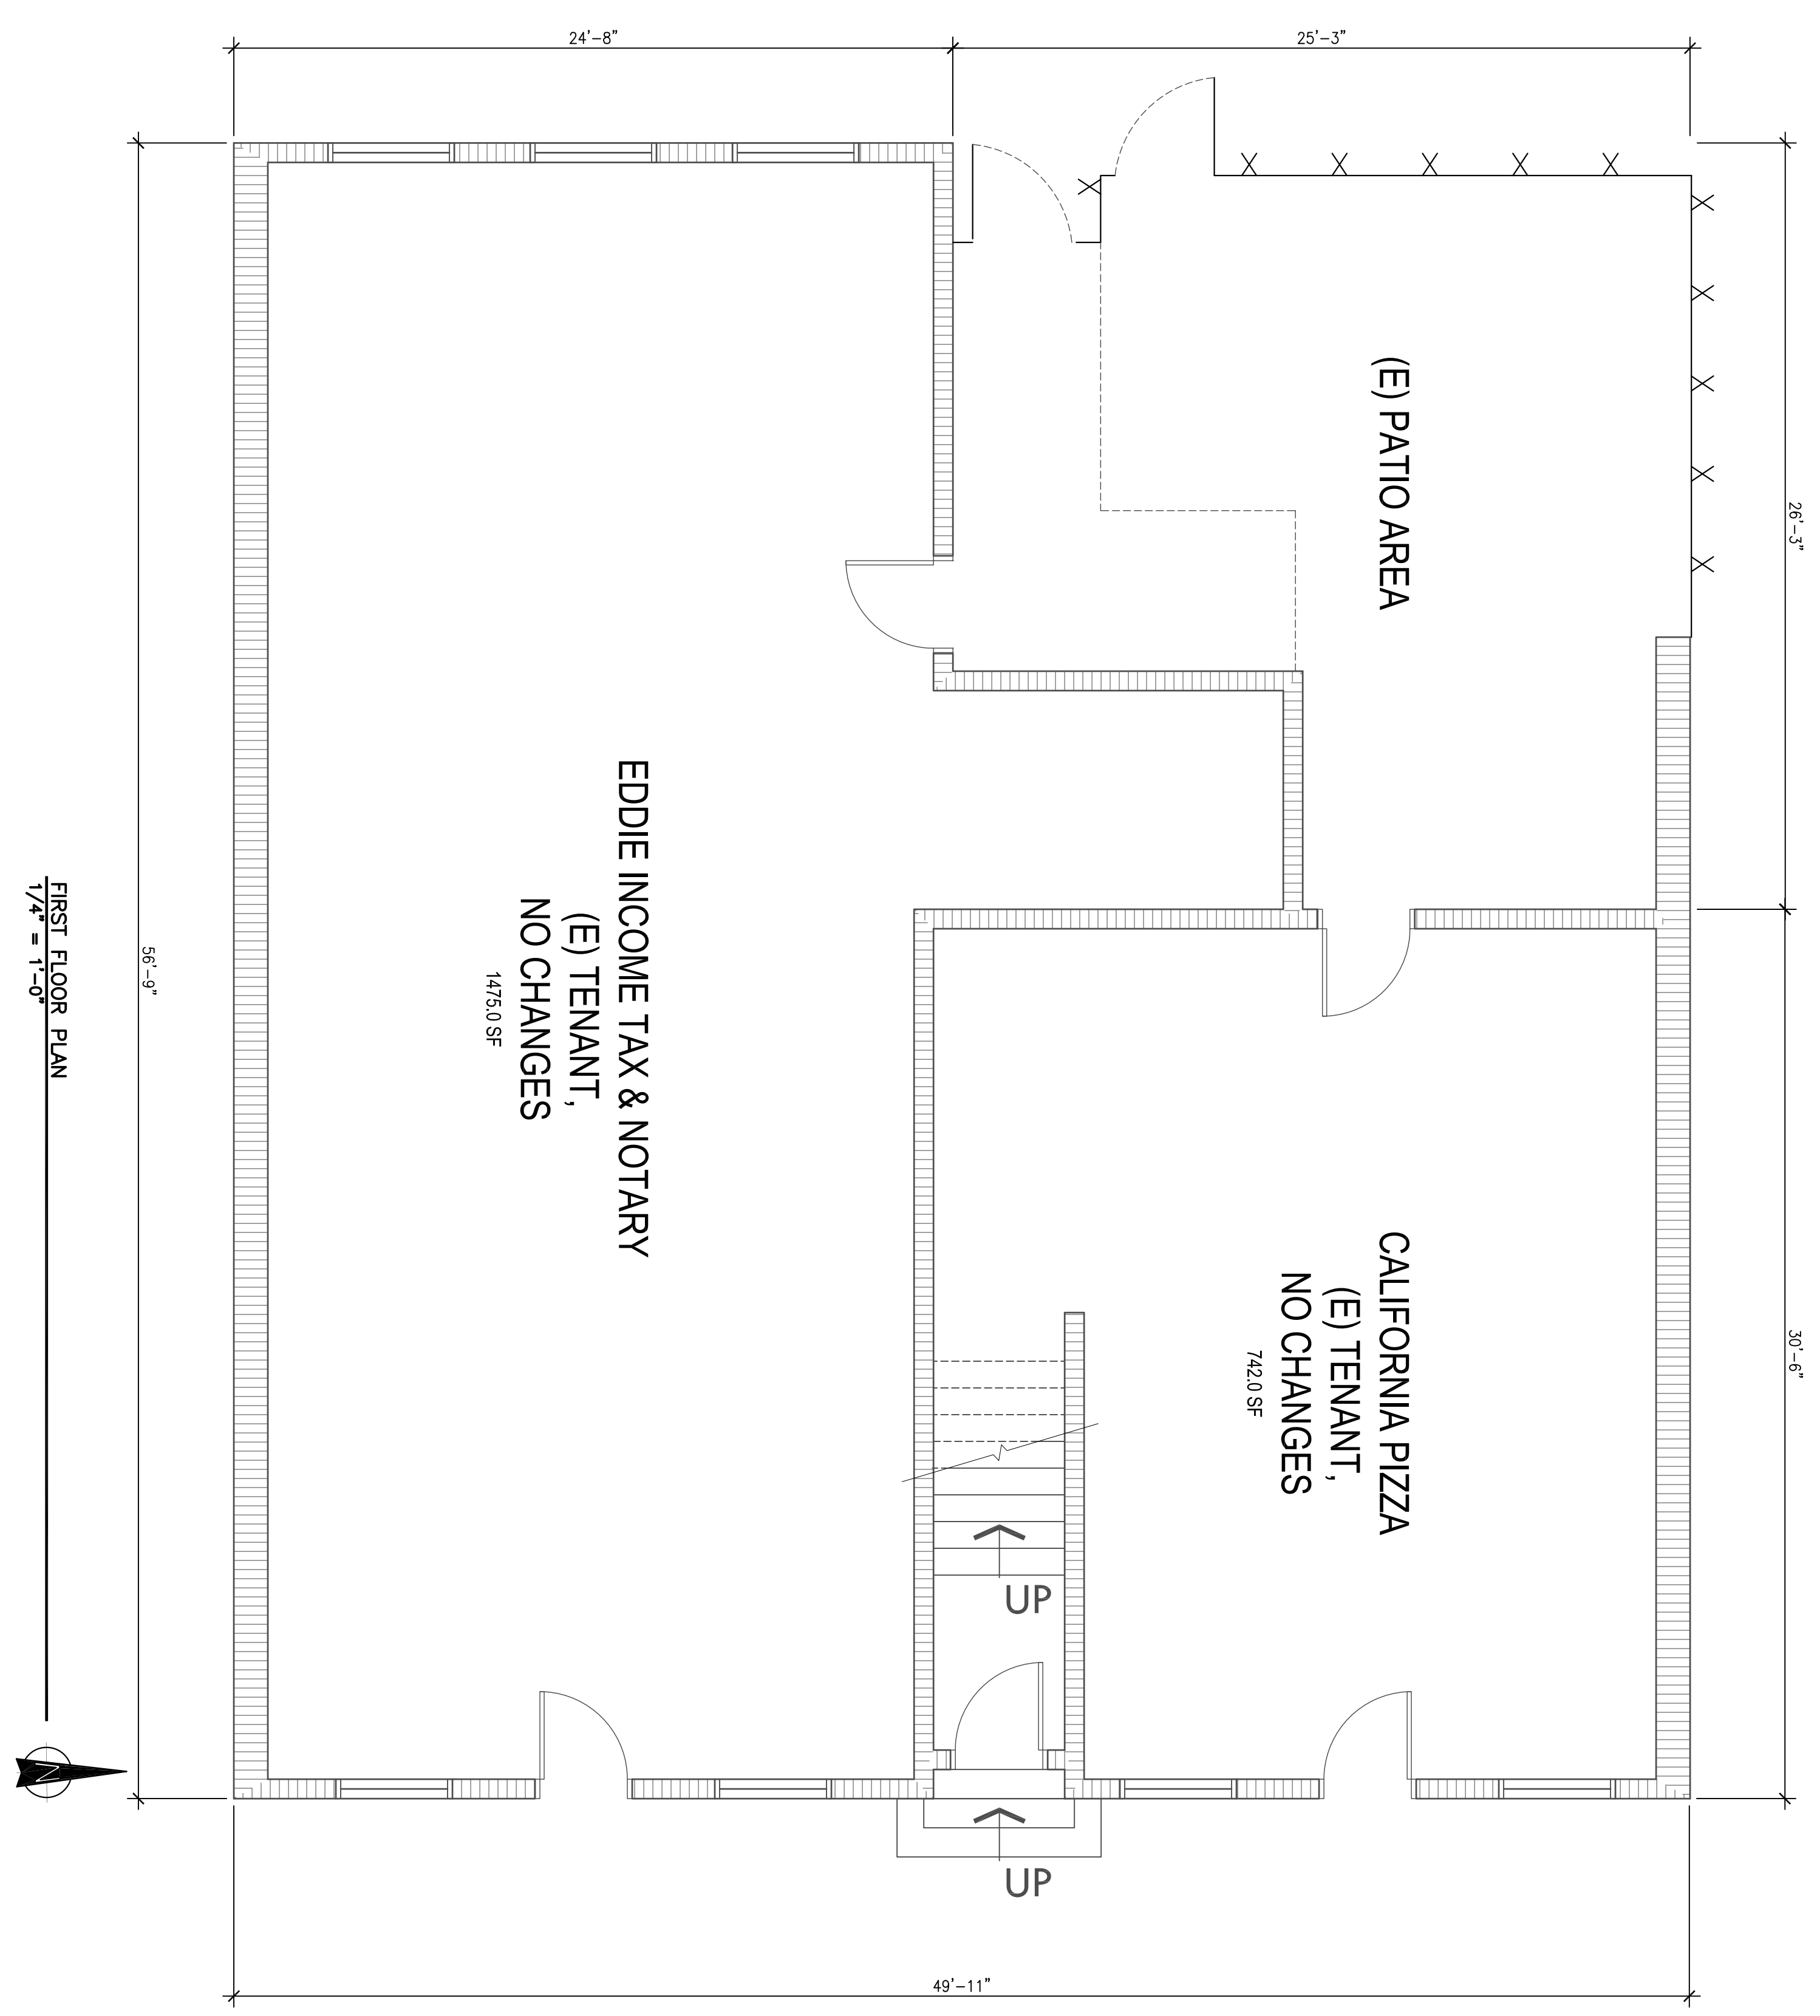 24'-8"
25'-3"
26'-3"
(E) PATIO AREA
EDDIE INCOME TAX & NOTARY
(E) TENANT,
NO CHANGES
1475.0 SF
56'-9"
FIRST FLOOR PLAN
1/4" = 1'-0"
CALIFORNIA PIZZA
(E) TENANT,
NO CHANGES
742.0 SF
30'-6"
UP
UP
N
49'-11"